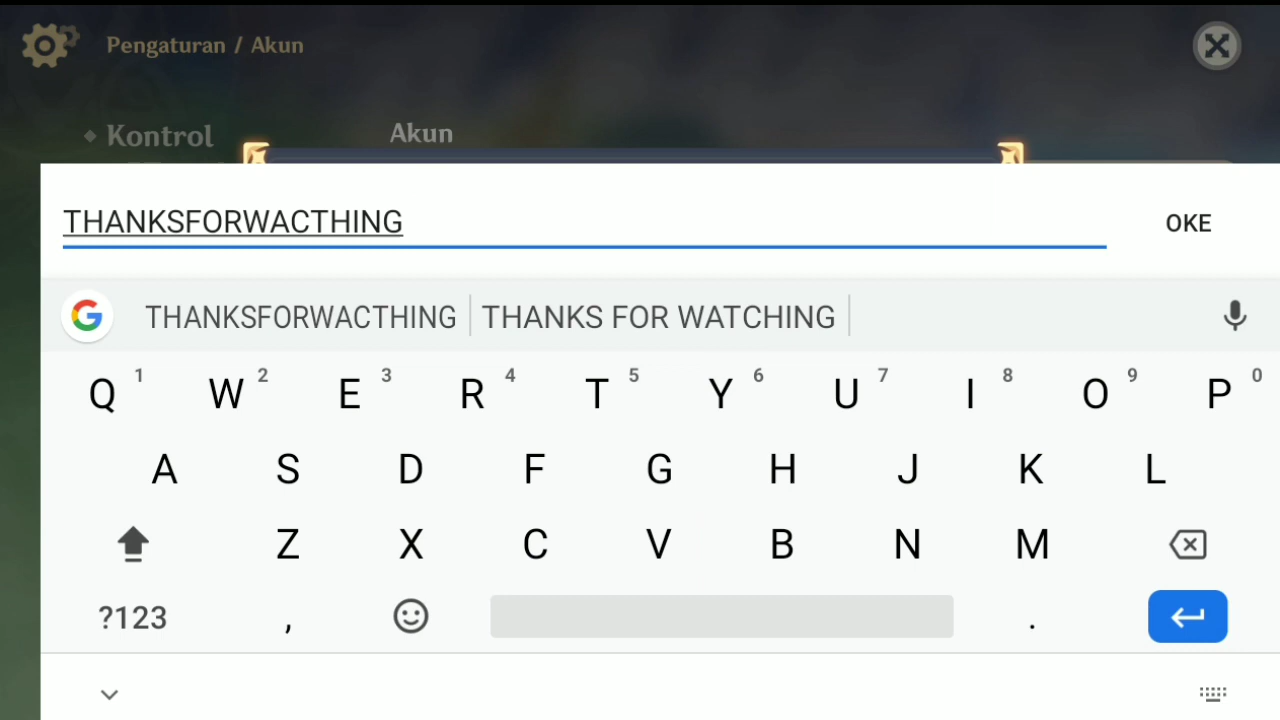 Pengaturan / Akun
Kontrol
Akun
THANKSFORWACTHING
OKE
THANKSFORWACTHING THANKS FOR WATCHING
Q 1 W 2 E 3 R 4 T 5 Y 6 U 7 I 8 O 9 P 0
A S D F G H J K L
Z X C V B N M
?123 , .